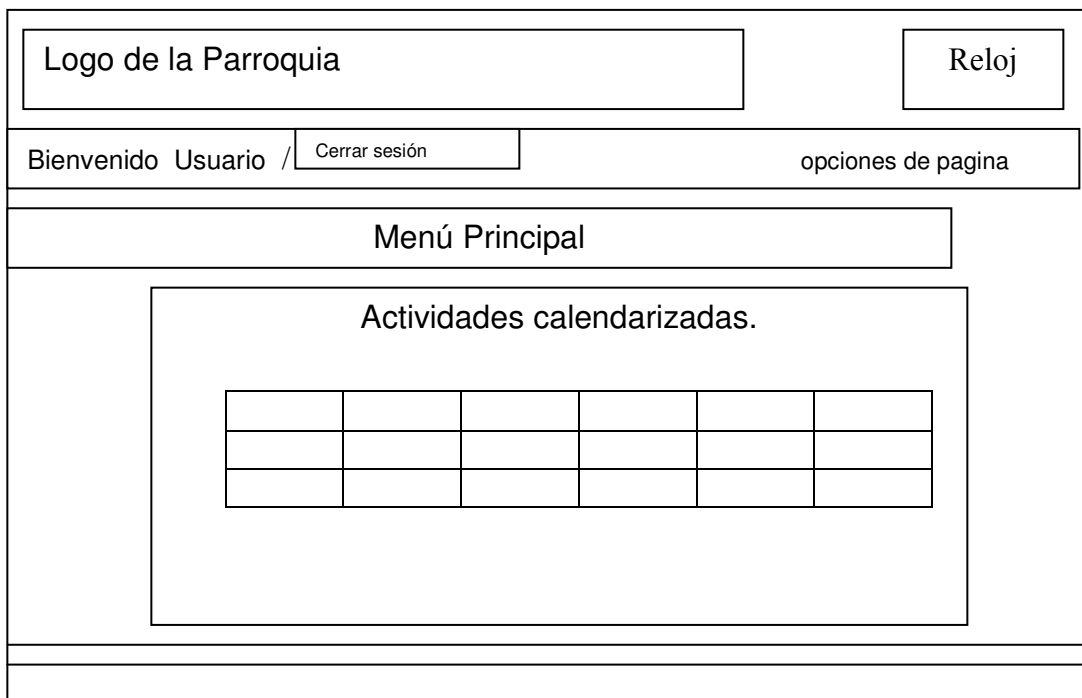 Logo de la Parroquia
Reloj
Bienvenido Usuario / Cerrar sesión
opciones de pagina
Menú Principal
Actividades calendarizadas.